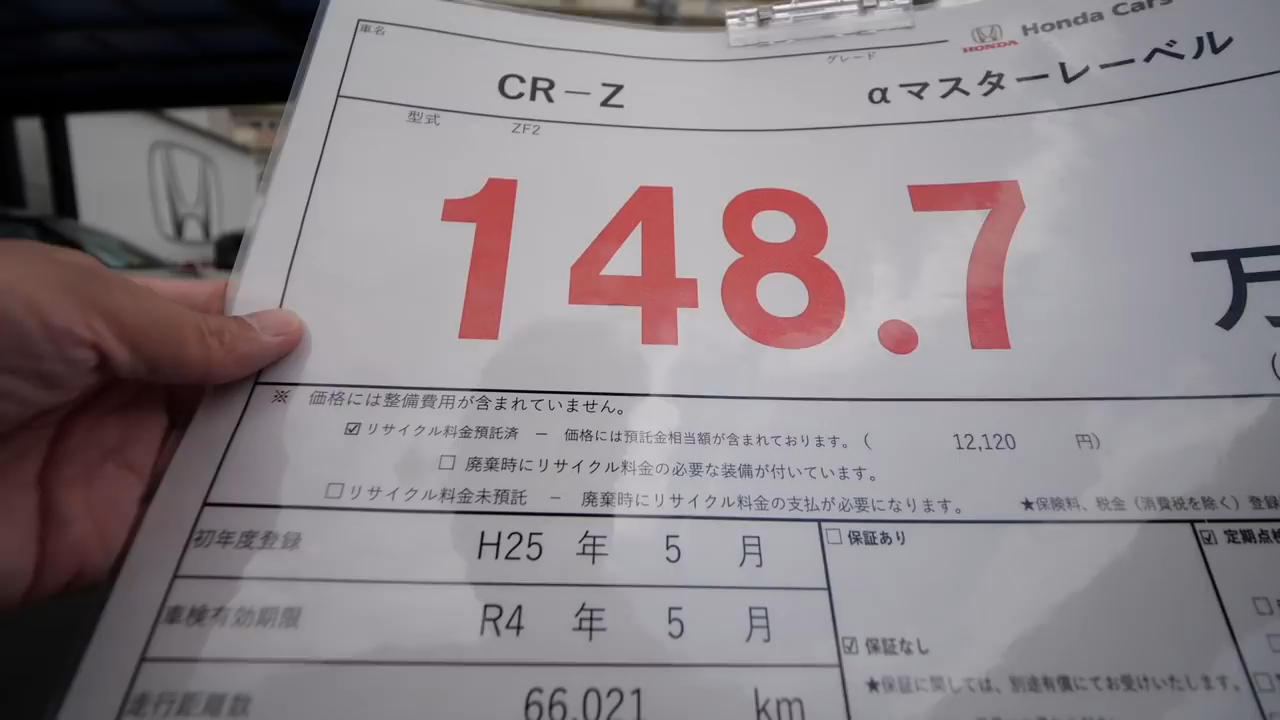 HONDA Honda Cars
車名
グレード
CR-Z
αマスターレーベル
型式 ZF2
148.7
万
※ 価格には整備費用が含まれていません。
☑リサイクル料金預託済 － 価格には預託金相当額が含まれております。( 12,120 円)
□ 廃棄時にリサイクル料金の必要な装備が付いています。
□リサイクル料金未預託 － 廃棄時にリサイクル料金の支払が必要になります。
★保険料、税金（消費税を除く）登録
初年度登録 H25 年 5 月
□ 保証あり
☑ 定期点検
車検有効期限 R4 年 5 月
☑ 保証なし
★保証に関しては、別途有償にてお受けいたします。
走行距離数 66,021 km